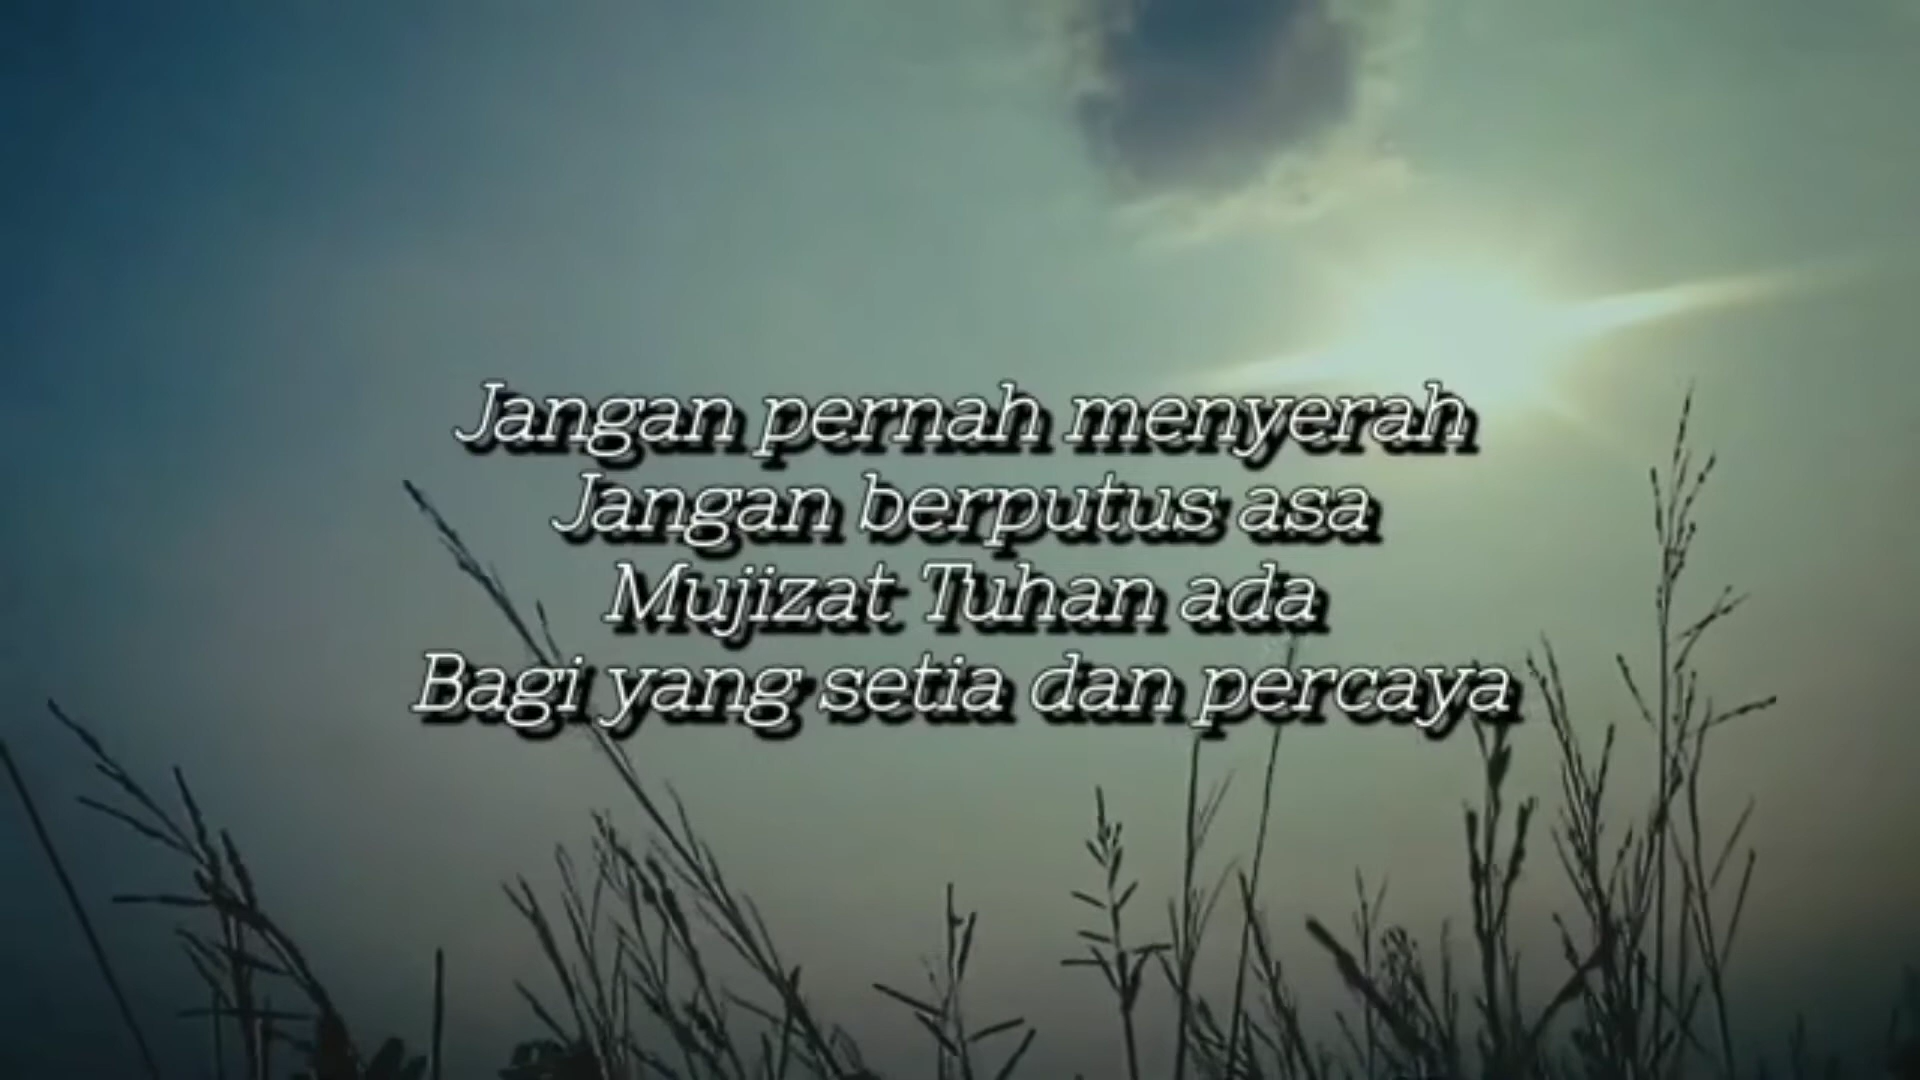 Jangan pernah menyerah
Jangan berputus asa
Mujizat Tuhan ada
Bagi yang setia dan percaya